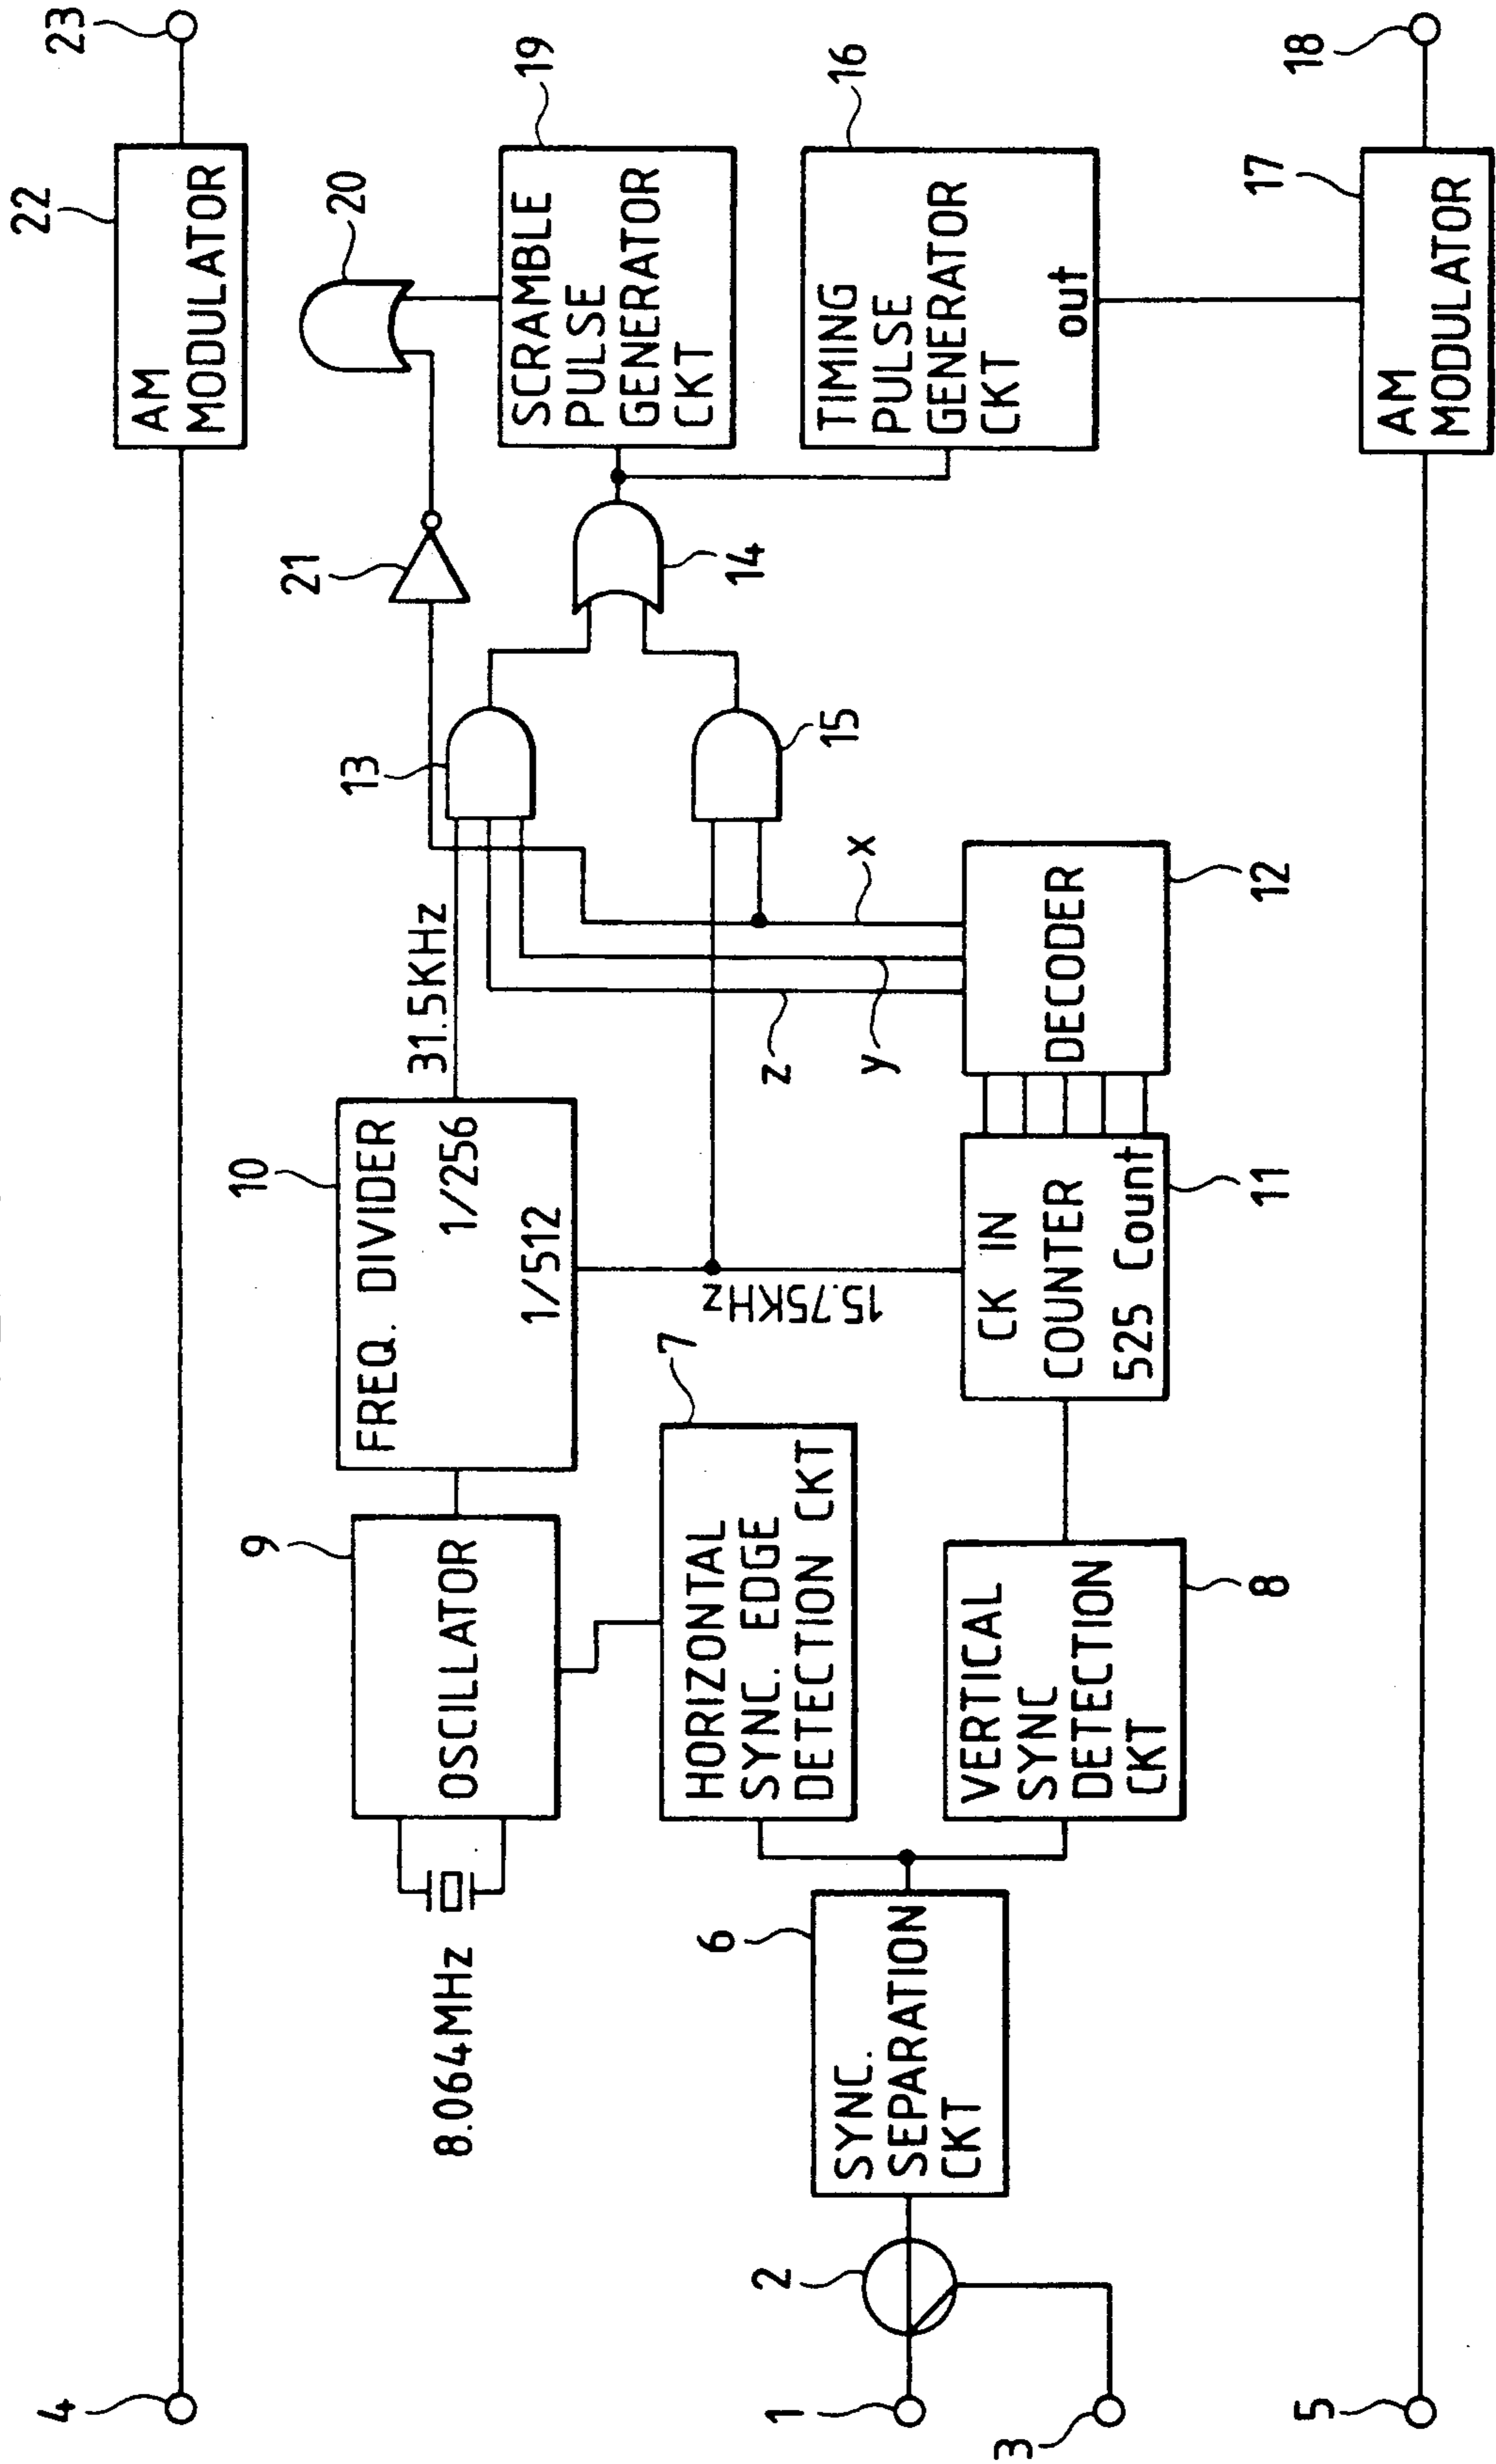 4
22
AM
MODULATOR
23
8.064MHz
9
OSCILLATOR
10
FREQ. DIVIDER
1/256
1/512
31.5KHz
15.75KHz
21
20
13
14
15
SCRAMBLE
PULSE
GENERATOR
CKT
19
TIMING
PULSE
GENERATOR
CKT
out
16
1
2
3
6
SYNC.
SEPARATION
CKT
7
HORIZONTAL
SYNC. EDGE
DETECTION CKT
VERTICAL
SYNC
DETECTION
CKT
8
CK IN
COUNTER
525 Count
11
DECODER
12
z
y
x
5
17
AM
MODULATOR
18